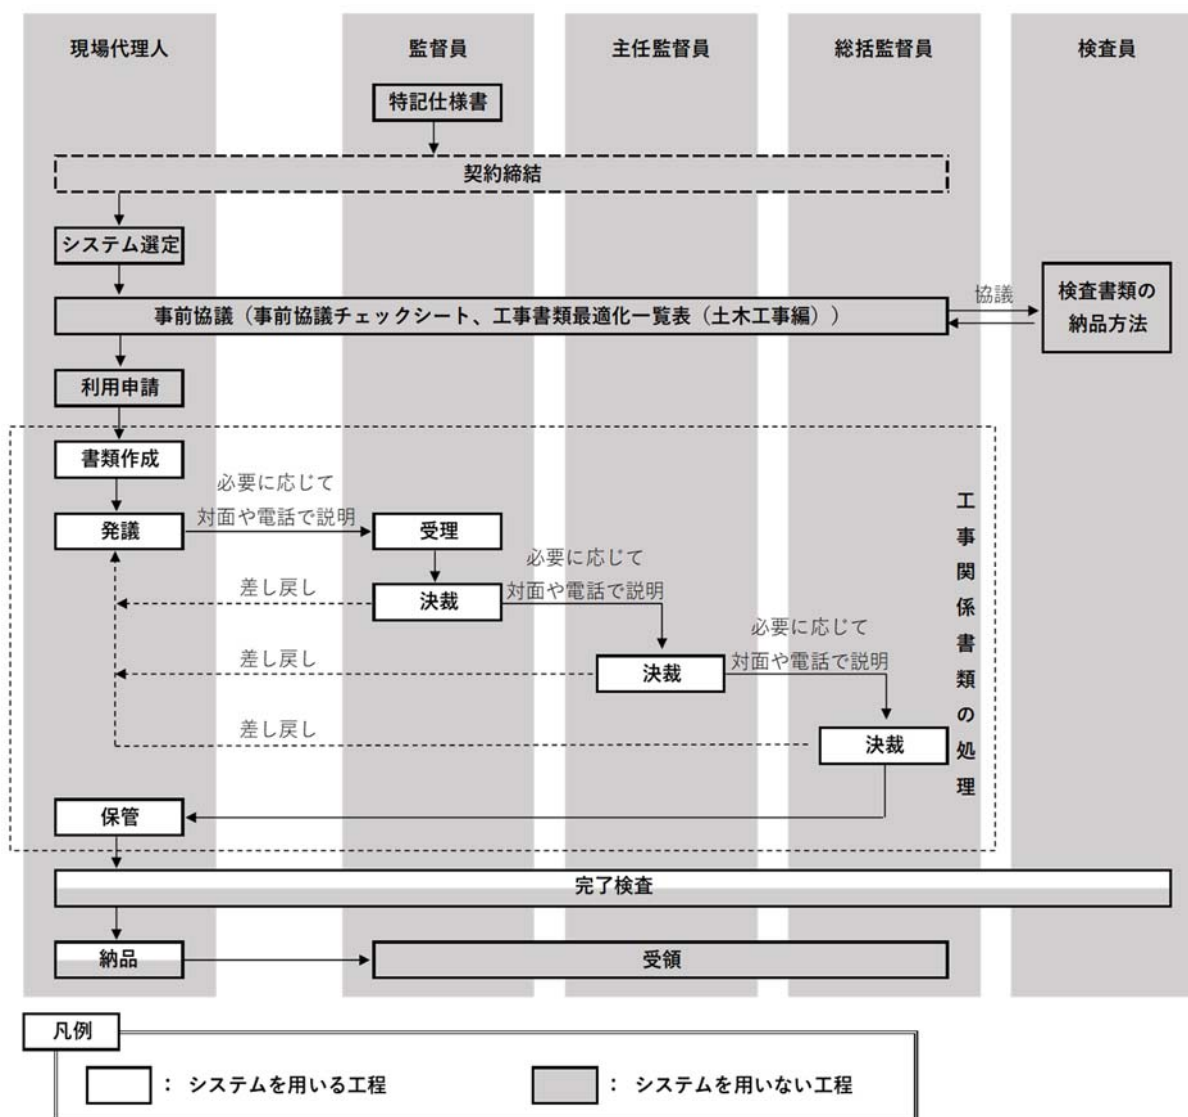 現場代理人
監督員
主任監督員
総括監督員
検査員
特記仕様書
契約締結
システム選定
事前協議（事前協議チェックシート、工事書類最適化一覧表（土木工事編））
協議
検査書類の
納品方法
利用申請
書類作成
発議
必要に応じて
対面や電話で説明
受理
決裁
差し戻し
必要に応じて
対面や電話で説明
決裁
差し戻し
必要に応じて
対面や電話で説明
決裁
差し戻し
工事関係書類の処理
保管
完了検査
納品
受領
凡例
： システムを用いる工程
： システムを用いない工程